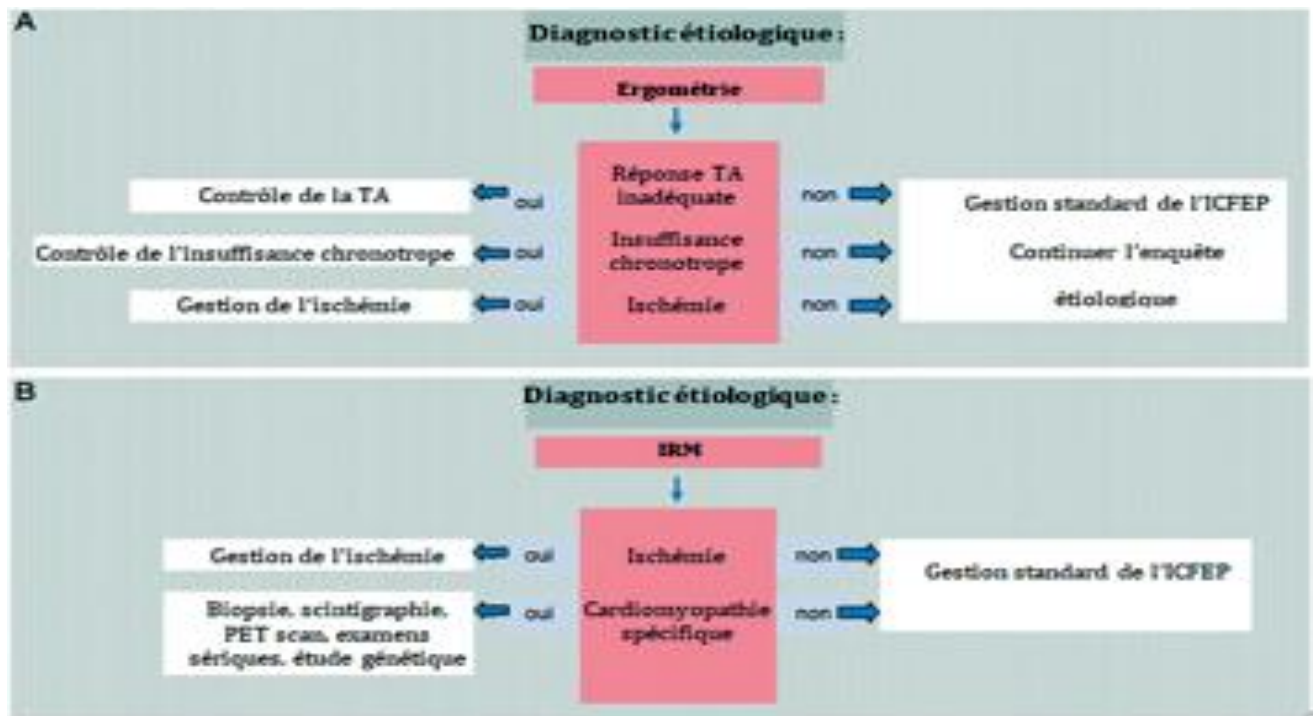 A
Diagnostic étiologique :
Ergométrie
Contrôle de la TA
oui
Réponse TA
inadéquate
non
Gestion standard de l'ICFEP
Contrôle de l'insuffisance chronotrope
oui
Insuffisance
chronotrope
non
Continuer l'enquête
étiologique
Gestion de l'ischémie
oui
Ischémie
non
B
Diagnostic étiologique :
IRM
Gestion de l'ischémie
oui
Ischémie
non
Gestion standard de l'ICFEP
Biopsie, scintigraphie,
PET scan, examens
sériques, étude génétique
oui
Cardiomyopathie
spécifique
non